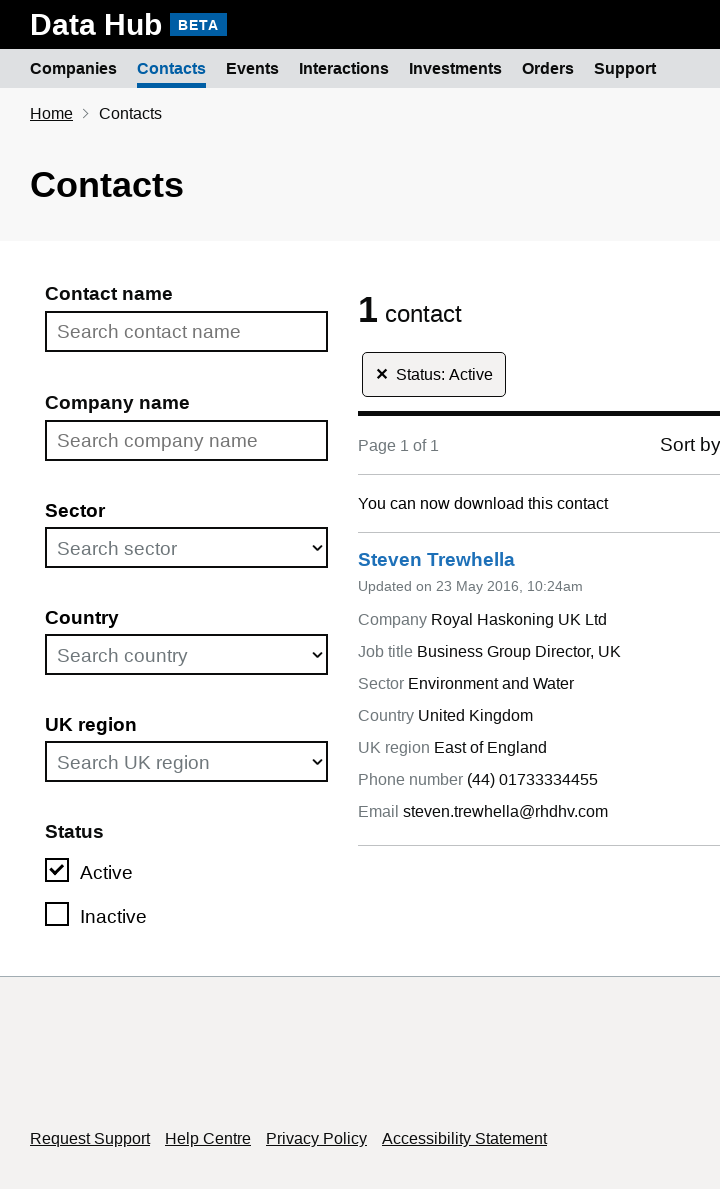 Data Hub BETA
Companies Contacts Events Interactions Investments Orders Support
Home Contacts
Contacts
Contact name
Search contact name
Company name
Search company name
Sector
Search sector
Country
Search country
UK region
Search UK region
Status
Active
Inactive
1 contact
✕ Status: Active
Page 1 of 1 Sort by
You can now download this contact
Steven Trewhella
Updated on 23 May 2016, 10:24am
Company Royal Haskoning UK Ltd
Job title Business Group Director, UK
Sector Environment and Water
Country United Kingdom
UK region East of England
Phone number (44) 01733334455
Email steven.trewhella@rhdhv.com
Request Support Help Centre Privacy Policy Accessibility Statement